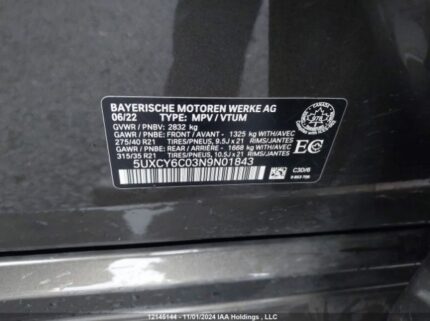 BAYERISCHE MOTOREN WERKE AG
06/22 TYPE: MPV / VTUM
GVWR / PNBV: 2832 kg
GAWR / PNBE: FRONT / AVANT - 1325 kg WITH/AVEC
275/40 R21 TIRES/PNEUS, 9.5J x 21 RIMS/JANTES
GAWR / PNBE: REAR / ARRIÈRE - 1668 kg WITH/AVEC
315/35 R21 TIRES/PNEUS, 10.5J x 21 RIMS/JANTES
5UXCY6C03N9N01843
CANADA
EC
C30/6
12145144 - 11/01/2024 IAA Holdings , LLC